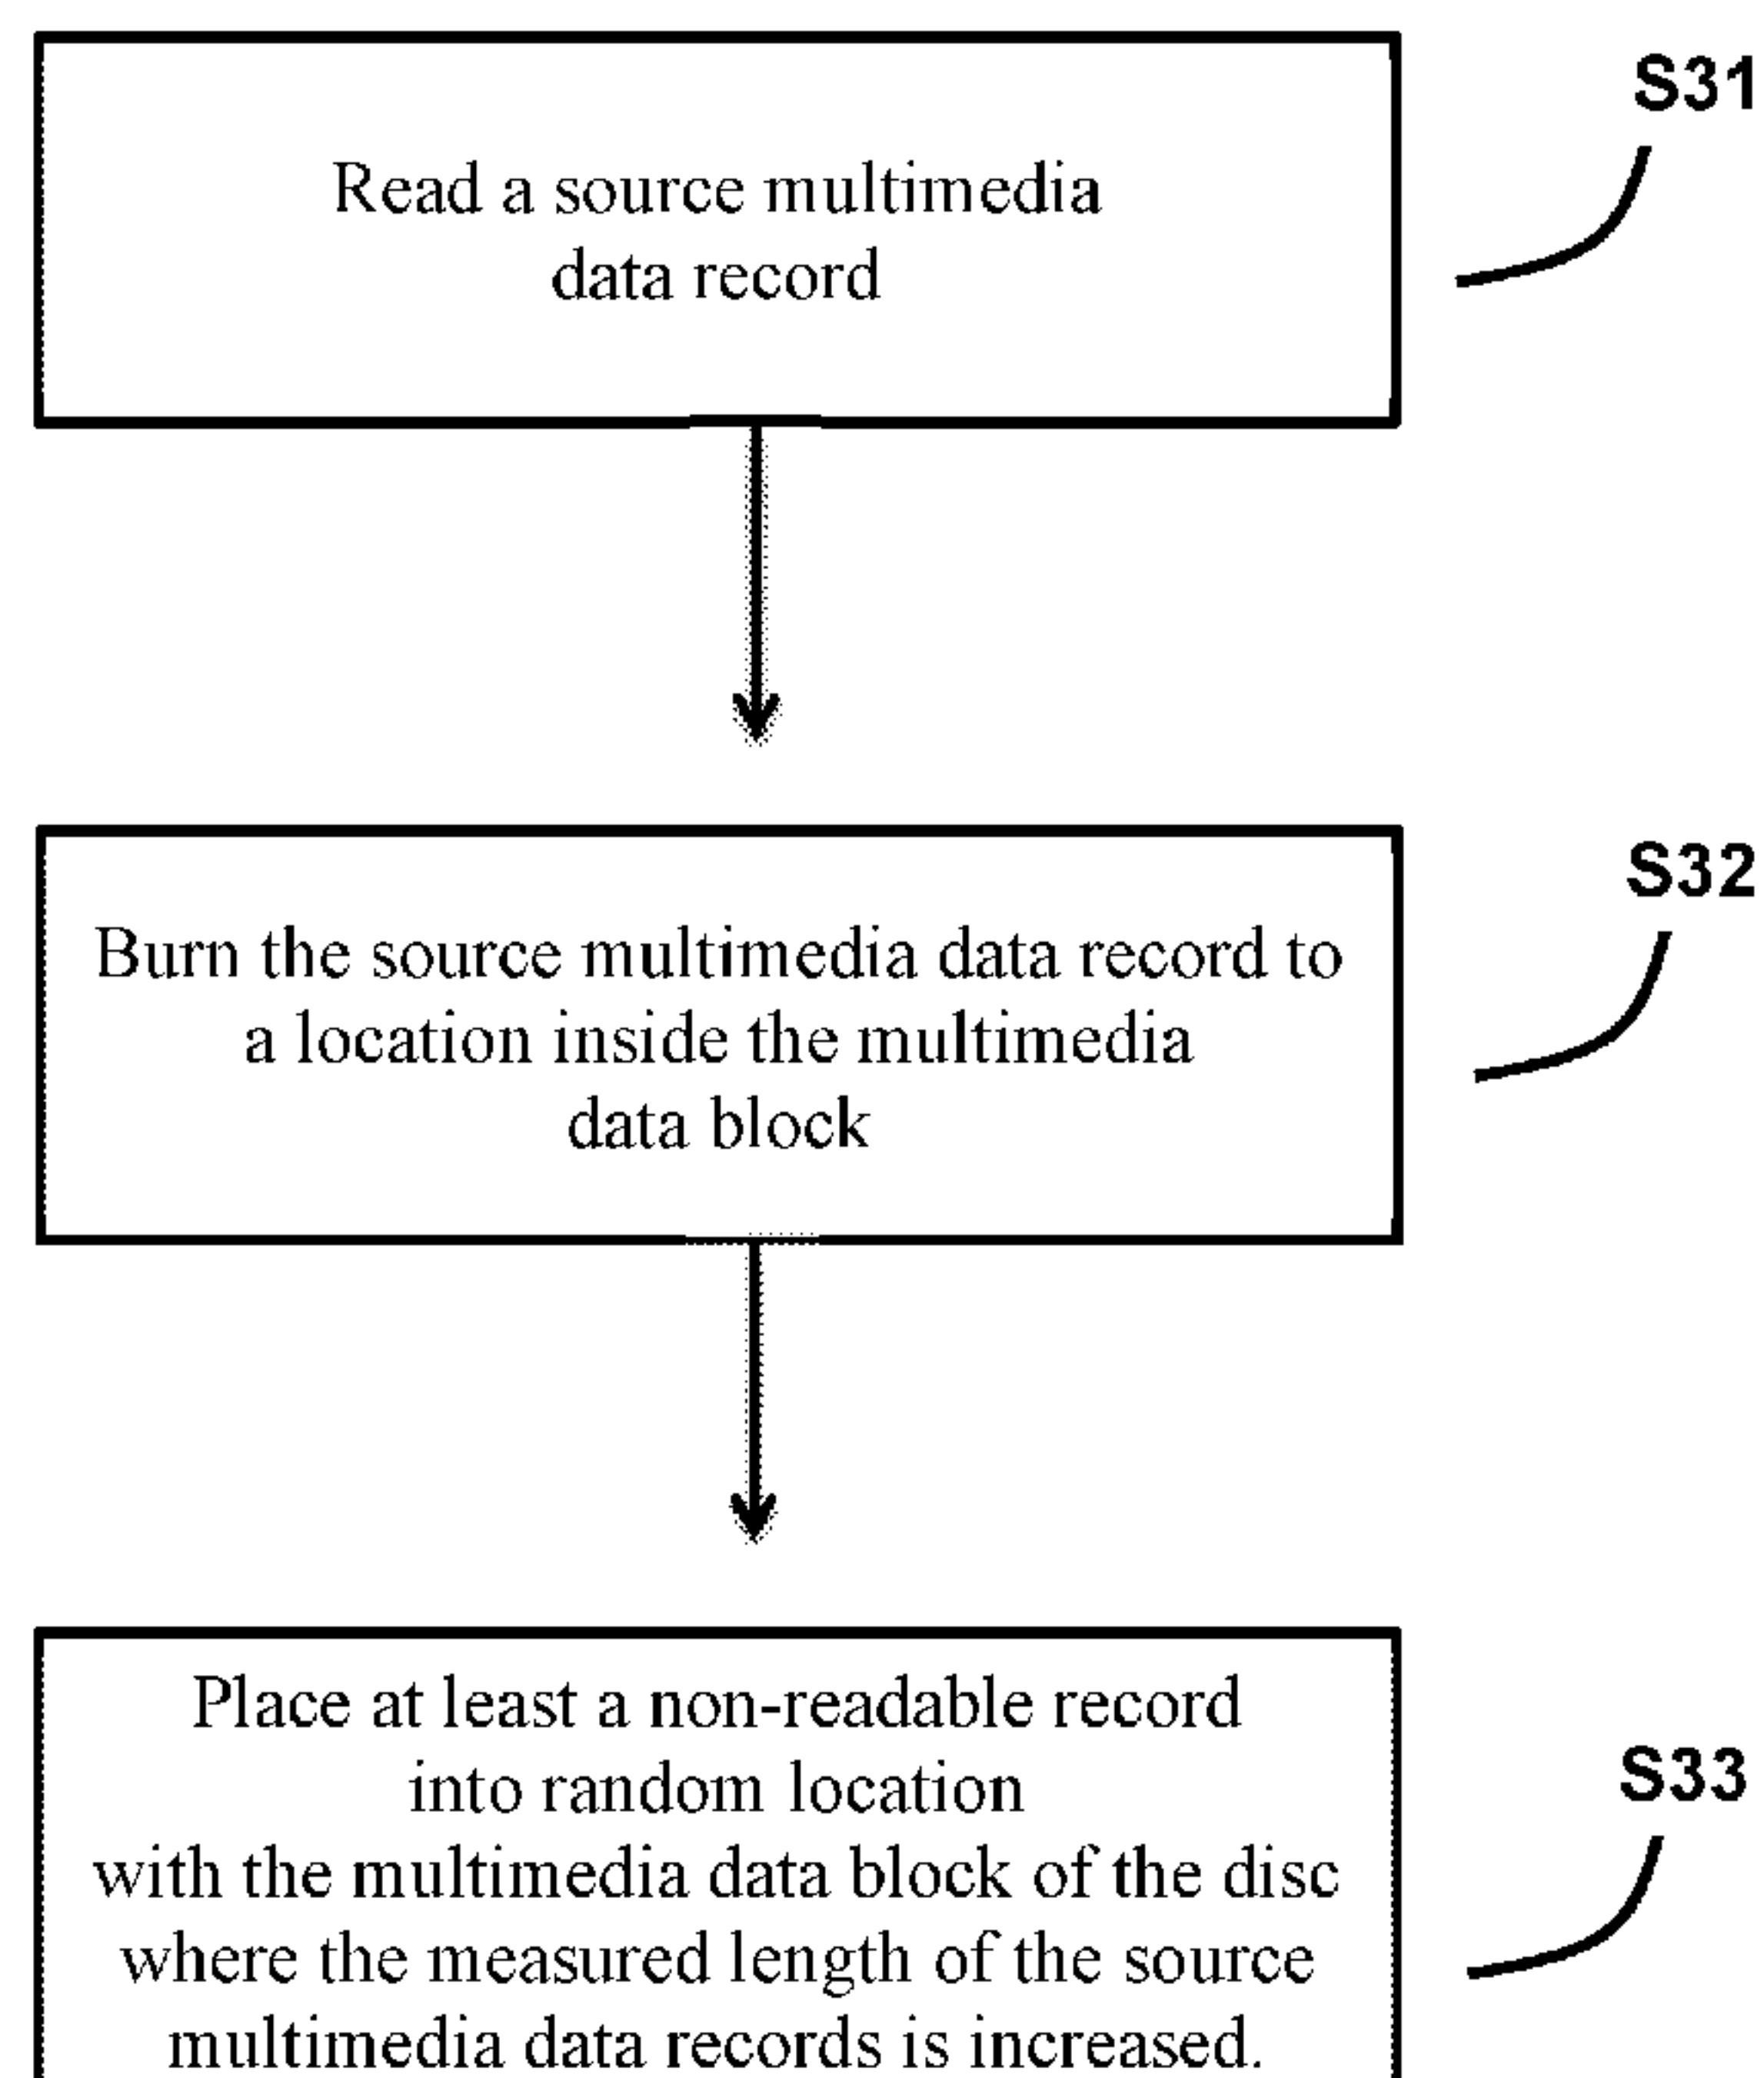 S31
Read a source multimedia
data record
S32
Burn the source multimedia data record to
a location inside the multimedia
data block
Place at least a non-readable record
into random location
S33
with the multimedia data block of the disc
where the measured length of the source
multimedia data records is increased.